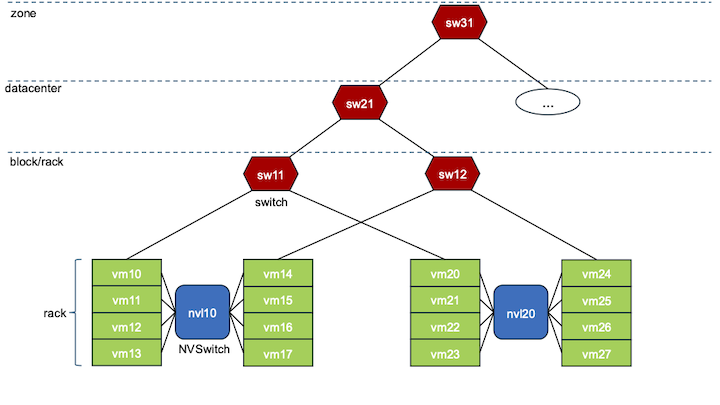 zone
sw31
datacenter
sw21
...
block/rack
sw11
sw12
switch
vm10
vm11
vm12
vm13
nvl10
NVSwitch
vm14
vm15
vm16
vm17
vm20
vm21
vm22
vm23
nvl20
vm24
vm25
vm26
vm27
rack